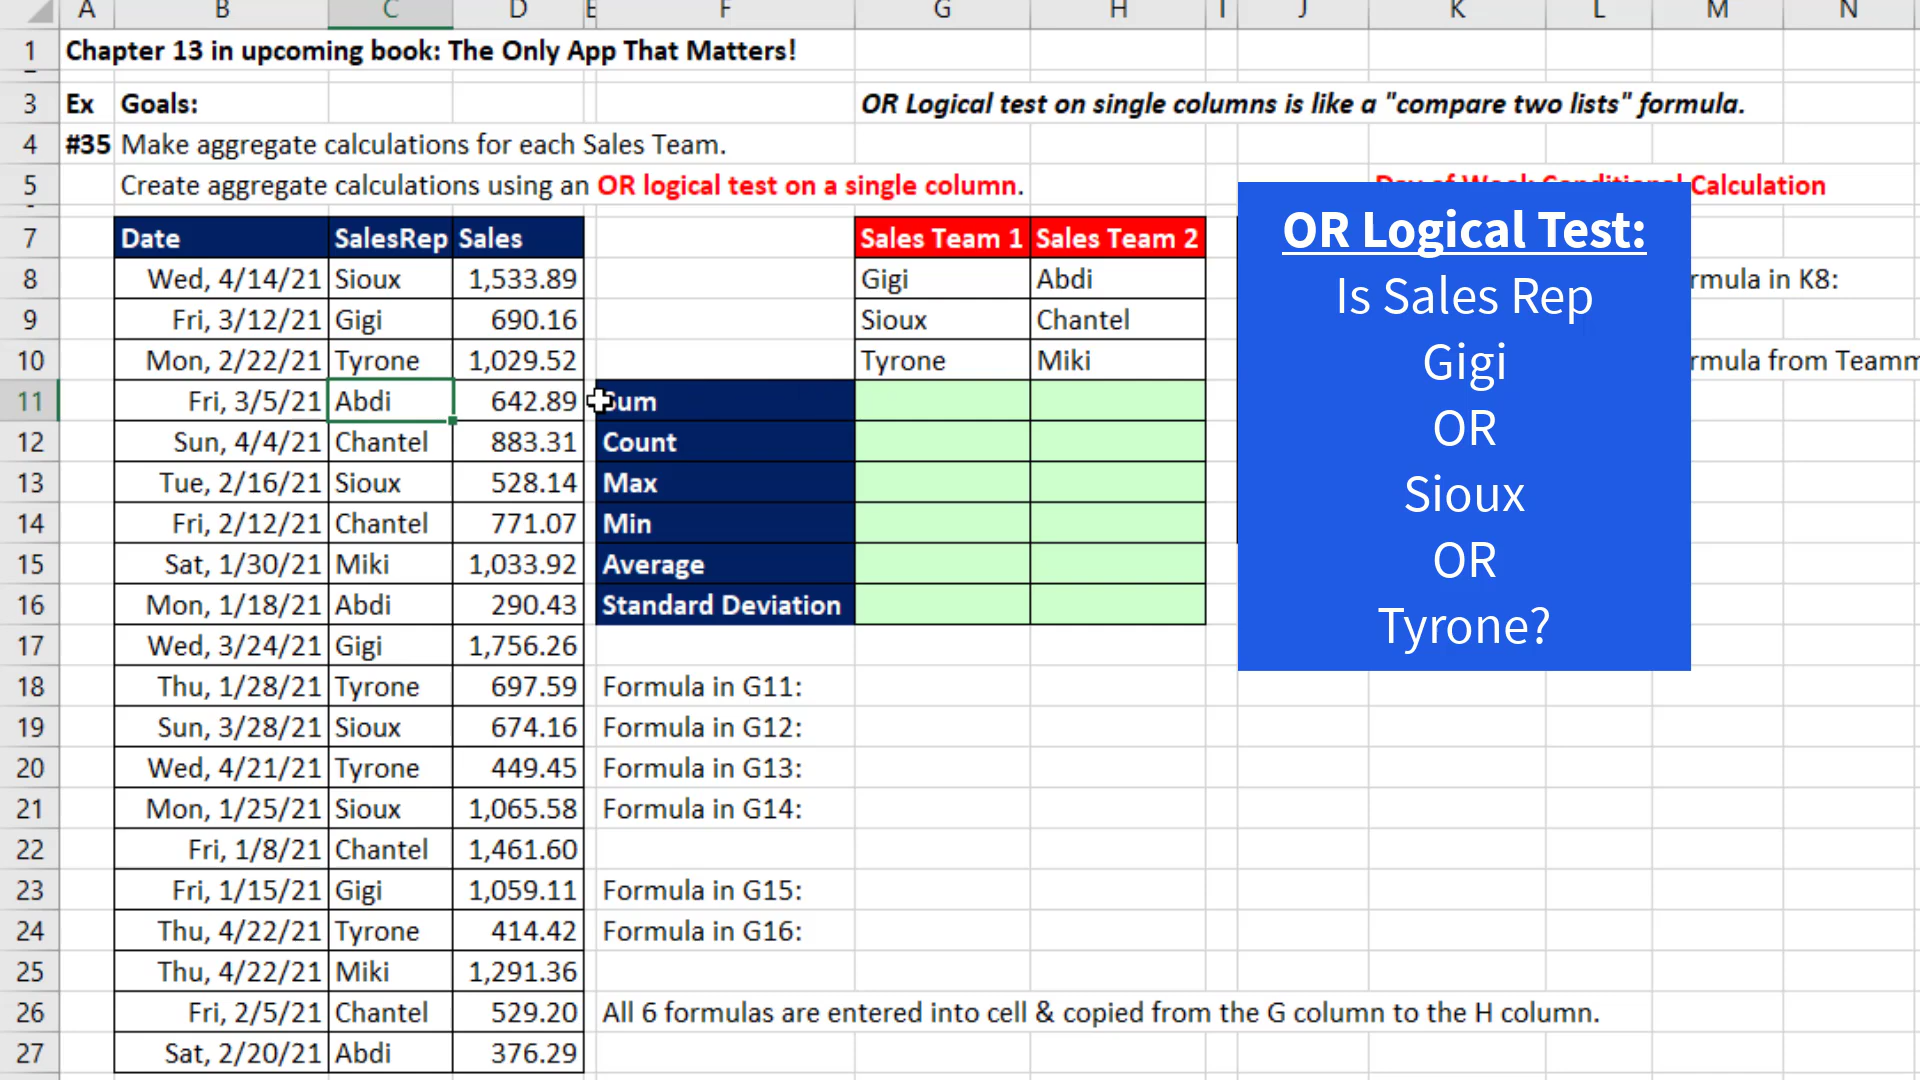 A B C D E F G H I J K L M N
1 Chapter 13 in upcoming book: The Only App That Matters!
3 Ex Goals: OR Logical test on single columns is like a "compare two lists" formula.
4 #35 Make aggregate calculations for each Sales Team.
5 Create aggregate calculations using an OR logical test on a single column. Day of Week Conditional Calculation
7 Date SalesRep Sales Sales Team 1 Sales Team 2
8 Wed, 4/14/21 Sioux 1,533.89 Gigi Abdi rmula in K8:
9 Fri, 3/12/21 Gigi 690.16 Sioux Chantel
10 Mon, 2/22/21 Tyrone 1,029.52 Tyrone Miki rmula from Teamm
11 Fri, 3/5/21 Abdi 642.89 Sum
12 Sun, 4/4/21 Chantel 883.31 Count
13 Tue, 2/16/21 Sioux 528.14 Max
14 Fri, 2/12/21 Chantel 771.07 Min
15 Sat, 1/30/21 Miki 1,033.92 Average
16 Mon, 1/18/21 Abdi 290.43 Standard Deviation
17 Wed, 3/24/21 Gigi 1,756.26
18 Thu, 1/28/21 Tyrone 697.59 Formula in G11:
19 Sun, 3/28/21 Sioux 674.16 Formula in G12:
20 Wed, 4/21/21 Tyrone 449.45 Formula in G13:
21 Mon, 1/25/21 Sioux 1,065.58 Formula in G14:
22 Fri, 1/8/21 Chantel 1,461.60
23 Fri, 1/15/21 Gigi 1,059.11 Formula in G15:
24 Thu, 4/22/21 Tyrone 414.42 Formula in G16:
25 Thu, 4/22/21 Miki 1,291.36
26 Fri, 2/5/21 Chantel 529.20 All 6 formulas are entered into cell & copied from the G column to the H column.
27 Sat, 2/20/21 Abdi 376.29
OR Logical Test:
Is Sales Rep
Gigi
OR
Sioux
OR
Tyrone?